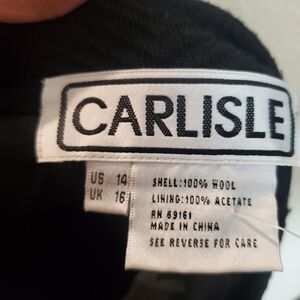 CARLISLE
US 14
UK 16
SHELL:100% WOOL
LINING:100% ACETATE
RN 69161
MADE IN CHINA
SEE REVERSE FOR CARE